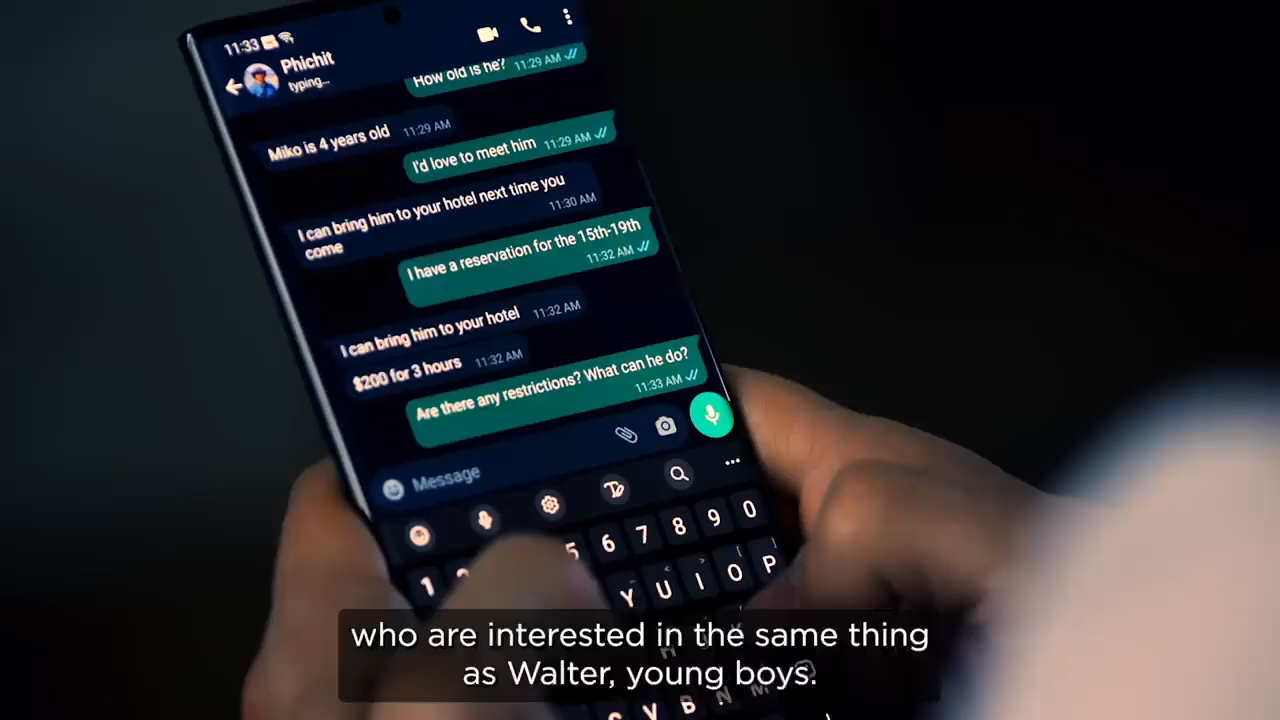 11:33
Phichit
typing...
How old is he? 11:29 AM
Miko is 4 years old 11:29 AM
I'd love to meet him 11:29 AM
I can bring him to your hotel next time you
come 11:30 AM
I have a reservation for the 15th-19th
11:32 AM
I can bring him to your hotel 11:32 AM
$200 for 3 hours 11:32 AM
Are there any restrictions? What can he do?
11:33 AM
Message
1 5 6 7 8 9 0
Y U I O P
V B N M
who are interested in the same thing
as Walter, young boys.